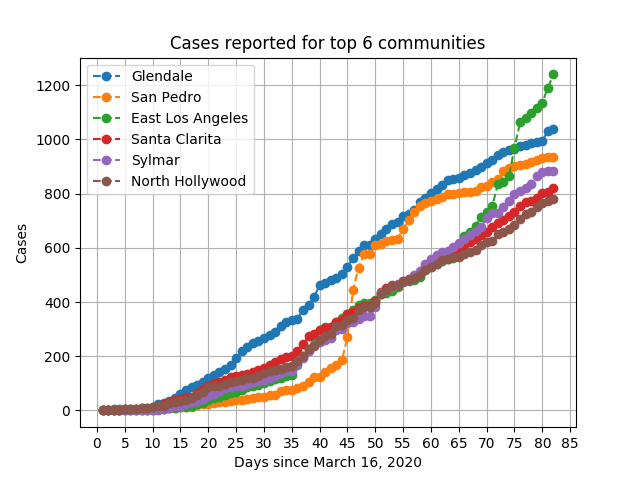 Cases reported for top 6 communities
Glendale
San Pedro
East Los Angeles
Santa Clarita
Sylmar
North Hollywood
1200
1000
800
600
400
200
0
Cases
0 5 10 15 20 25 30 35 40 45 50 55 60 65 70 75 80 85
Days since March 16, 2020